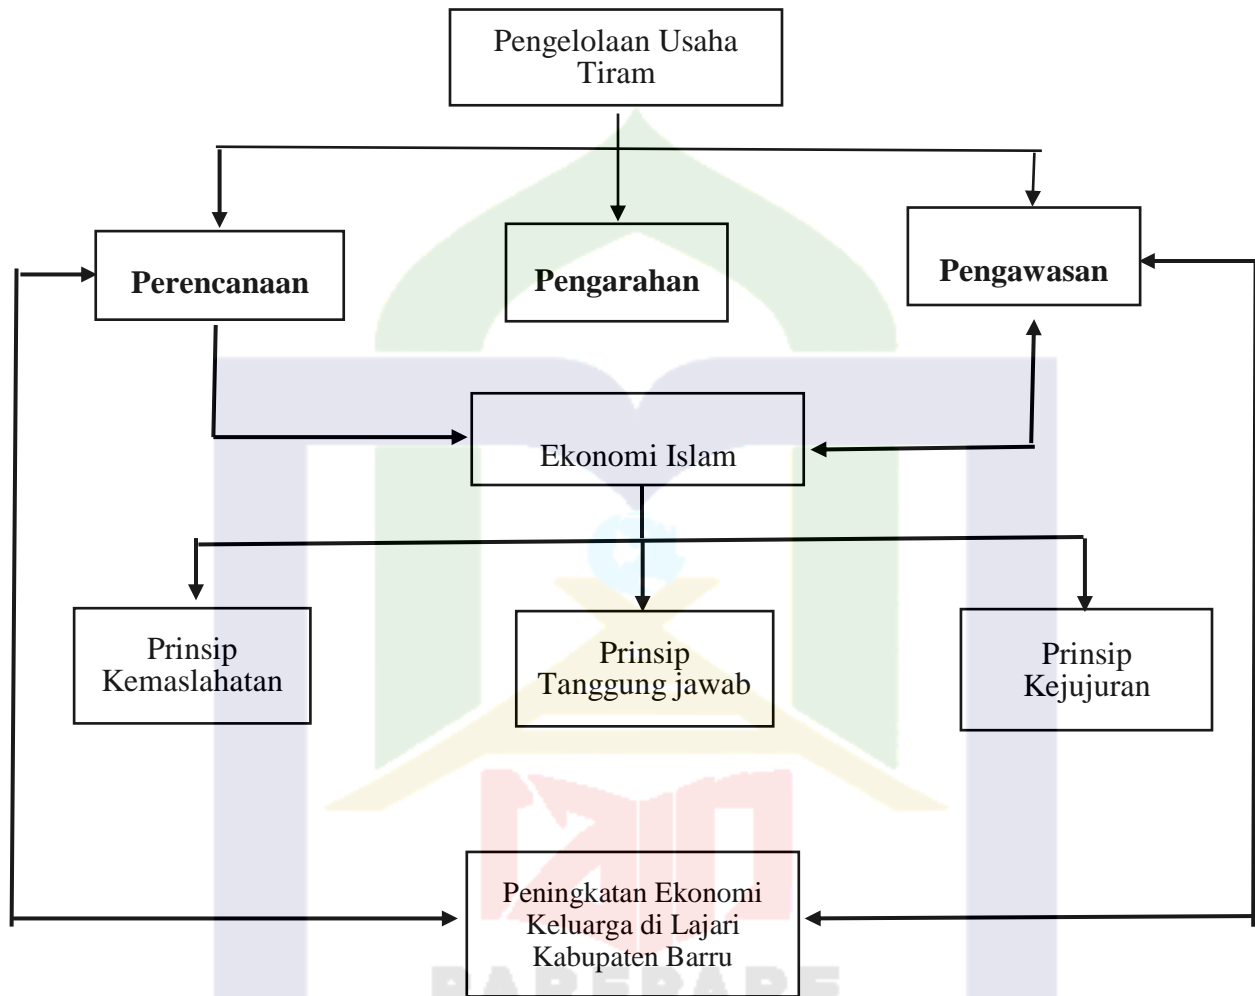 Pengelolaan Usaha
Tiram
Perencanaan
Pengarahan
Pengawasan
Ekonomi Islam
Prinsip
Kemaslahatan
Prinsip
Tanggung jawab
Prinsip
Kejujuran
Peningkatan Ekonomi
Keluarga di Lajari
Kabupaten Barru
PAREPARE